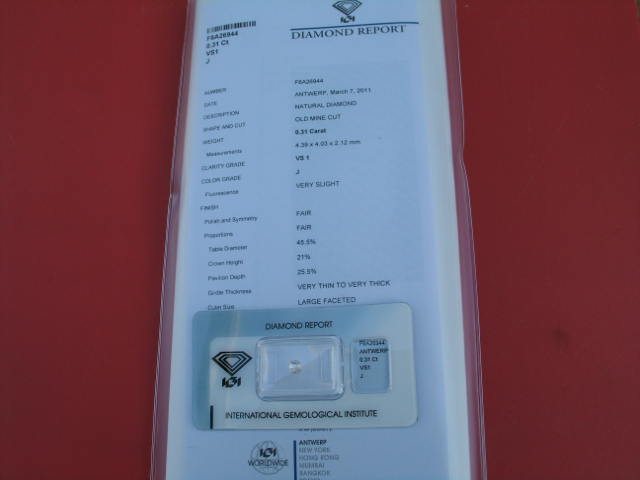 F6A26944
0.31 Ct
VS1
J
IGI
DIAMOND REPORT
NUMBER F6A26944
DATE ANTWERP, March 7, 2011
DESCRIPTION NATURAL DIAMOND
SHAPE AND CUT OLD MINE CUT
WEIGHT 0.31 Carat
Measurements 4.39 x 4.03 x 2.12 mm
CLARITY GRADE VS 1
COLOR GRADE J
Fluorescence VERY SLIGHT
FINISH
Polish and Symmetry FAIR
Proportions FAIR
Table Diameter 45.5%
Crown Height 21%
Pavilion Depth 25.5%
Girdle Thickness VERY THIN TO VERY THICK
Culet Size LARGE FACETED
DIAMOND REPORT
F6A26944
ANTWERP
0.31 Ct
VS1
J
IGI
INTERNATIONAL GEMOLOGICAL INSTITUTE
IGI
WORLDWIDE
ANTWERP
NEW YORK
HONG KONG
MUMBAI
BANGKOK